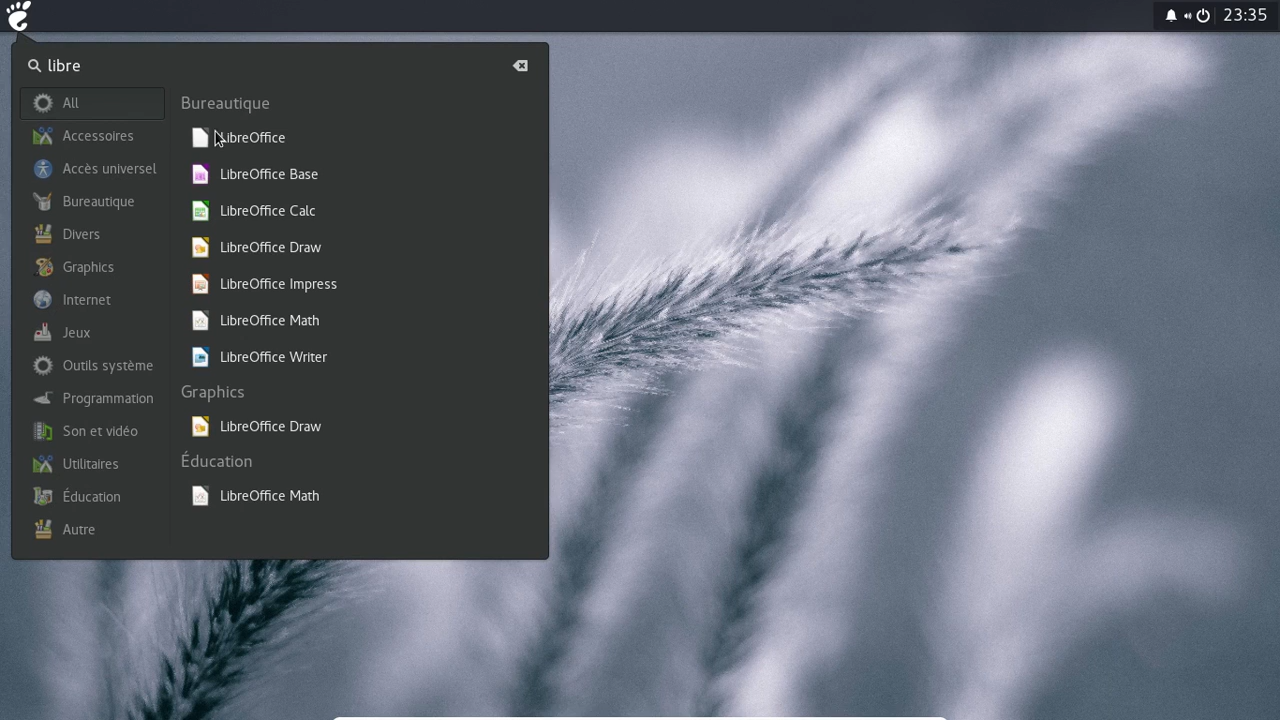 23:35
libre
All
Accessoires
Accès universel
Bureautique
Divers
Graphics
Internet
Jeux
Outils système
Programmation
Son et vidéo
Utilitaires
Éducation
Autre
Bureautique
LibreOffice
LibreOffice Base
LibreOffice Calc
LibreOffice Draw
LibreOffice Impress
LibreOffice Math
LibreOffice Writer
Graphics
LibreOffice Draw
Éducation
LibreOffice Math